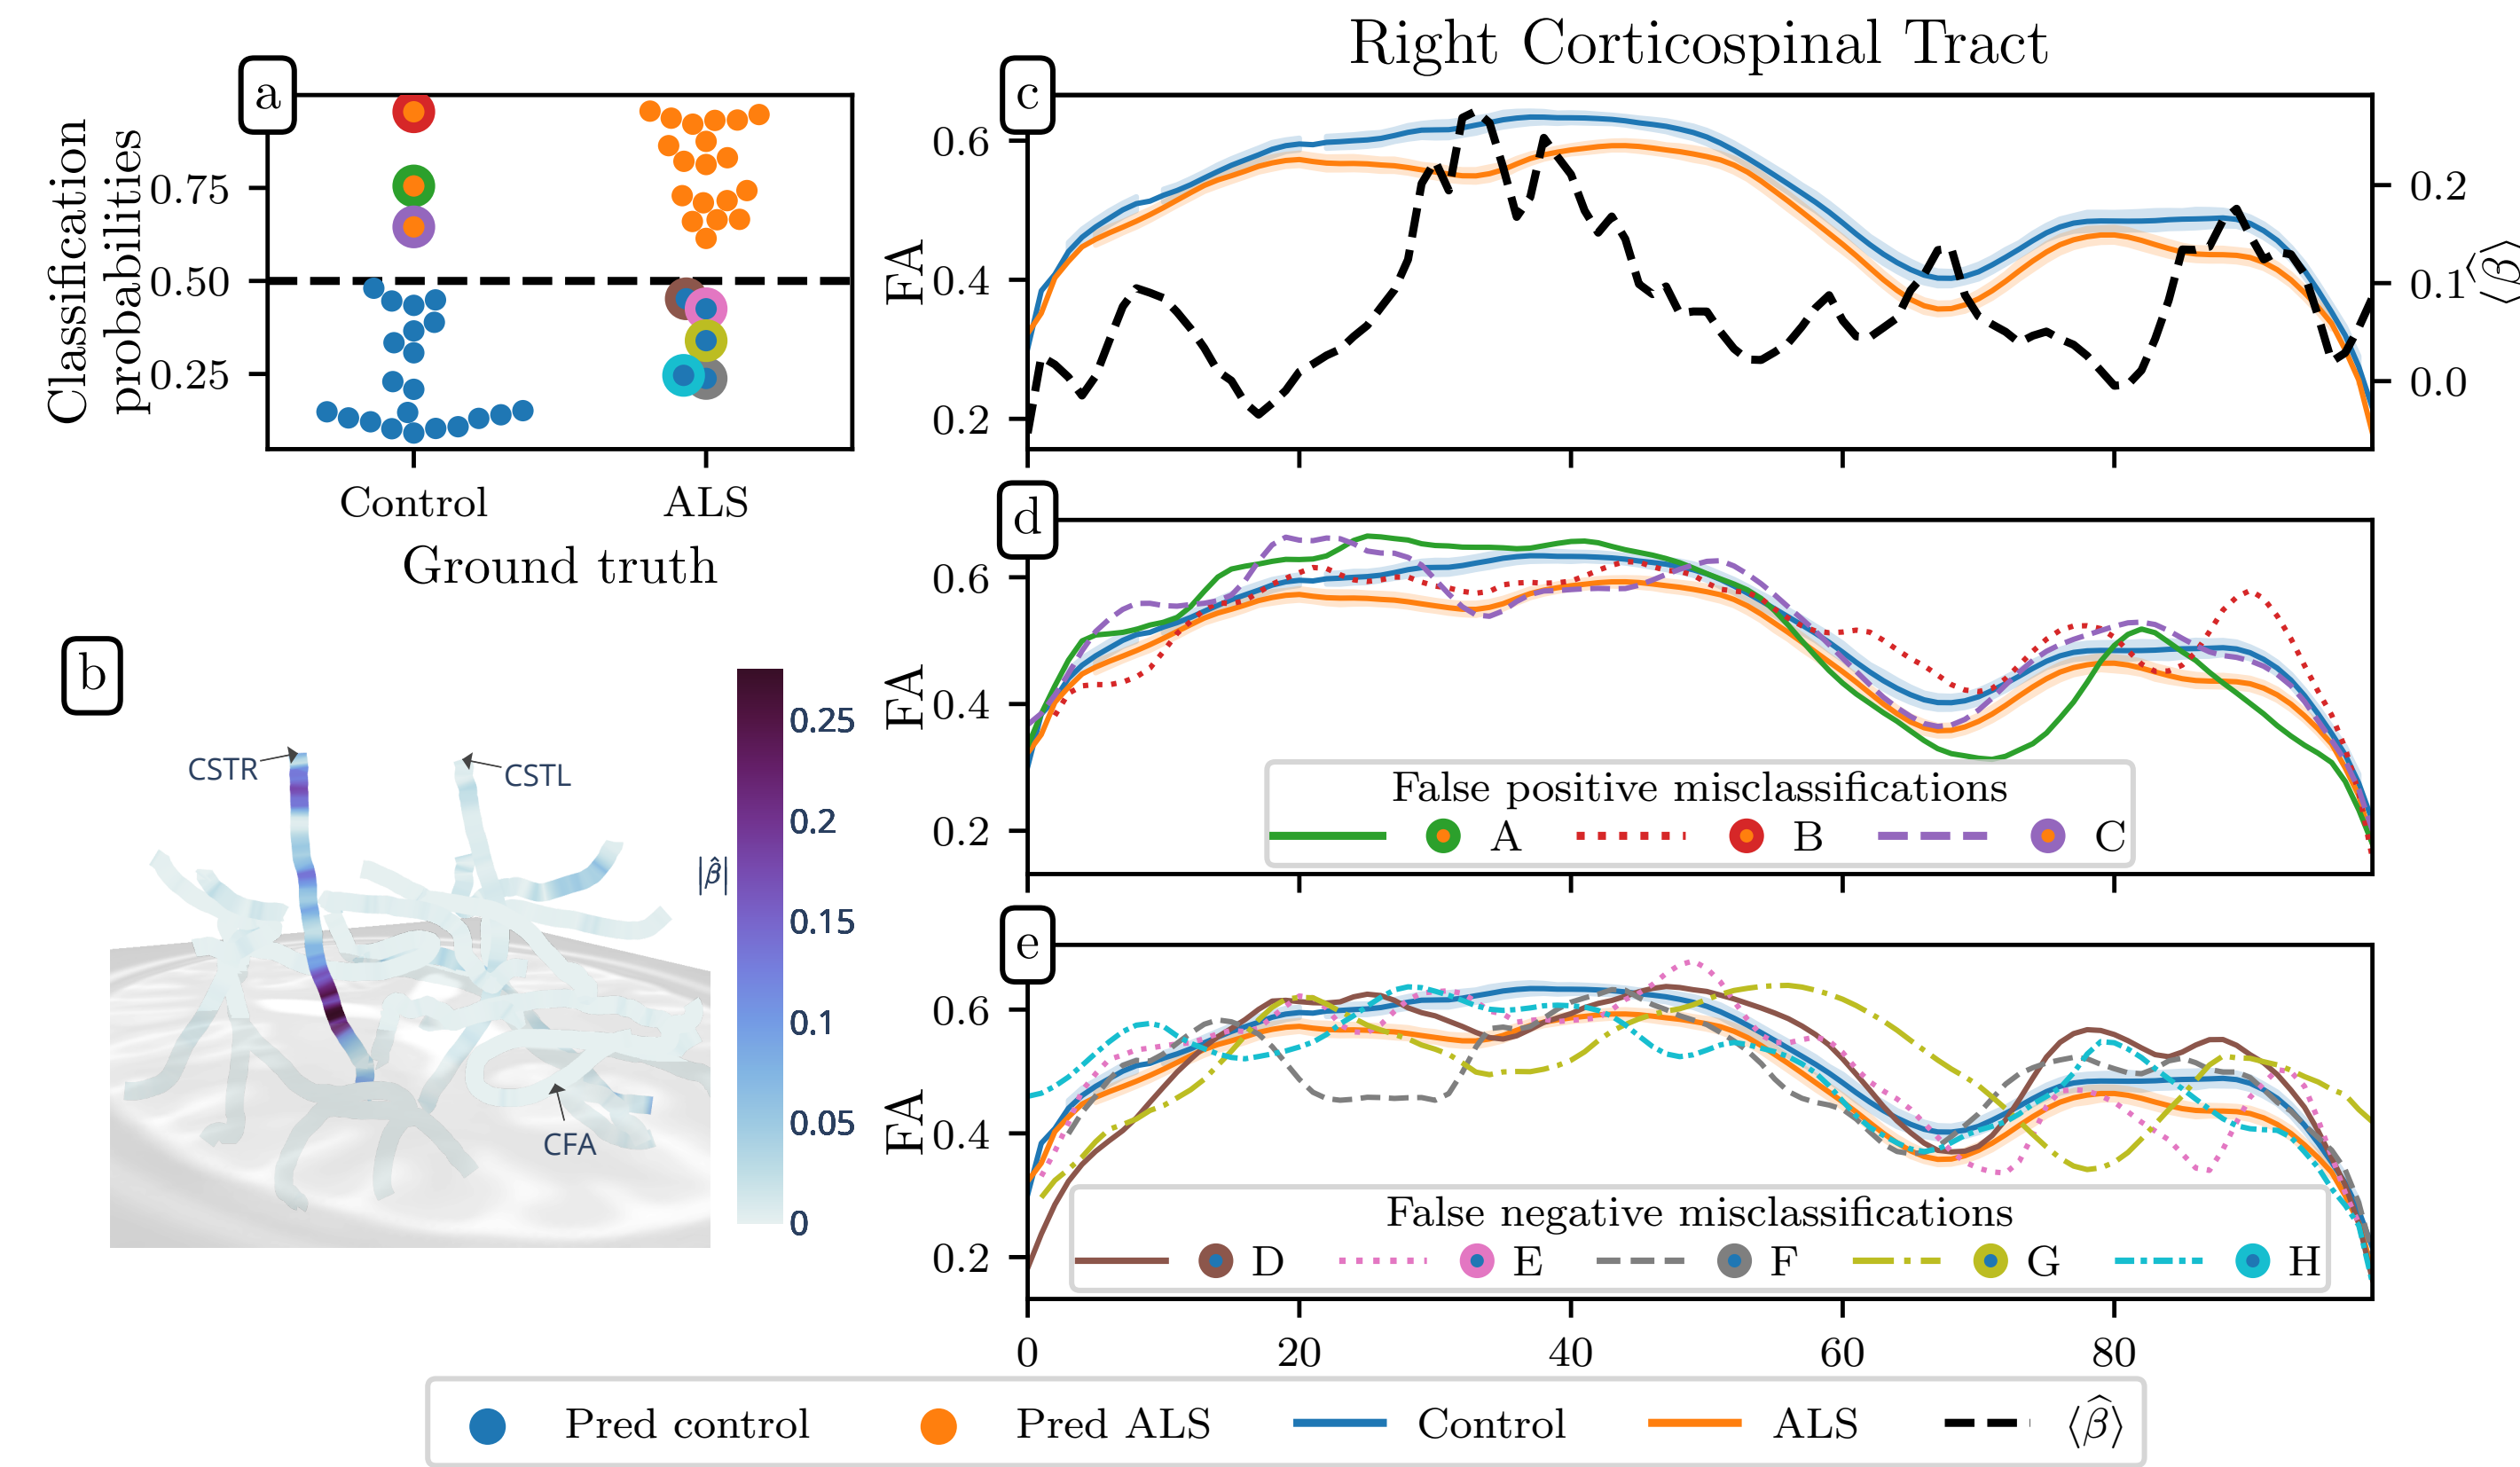 Right Corticospinal Tract
a
Classification
probabilities
0.75
0.50
0.25
Control
ALS
Ground truth
b
CSTR
CSTL
CFA
|β̂|
0.25
0.2
0.15
0.1
0.05
0
c
FA
0.6
0.4
0.2
0.2
0.1
0.0
⟨β̂⟩
d
FA
0.6
0.4
0.2
False positive misclassifications
A B C
e
FA
0.6
0.4
0.2
False negative misclassifications
D E F G H
0 20 40 60 80
Pred control Pred ALS Control ALS ⟨β̂⟩